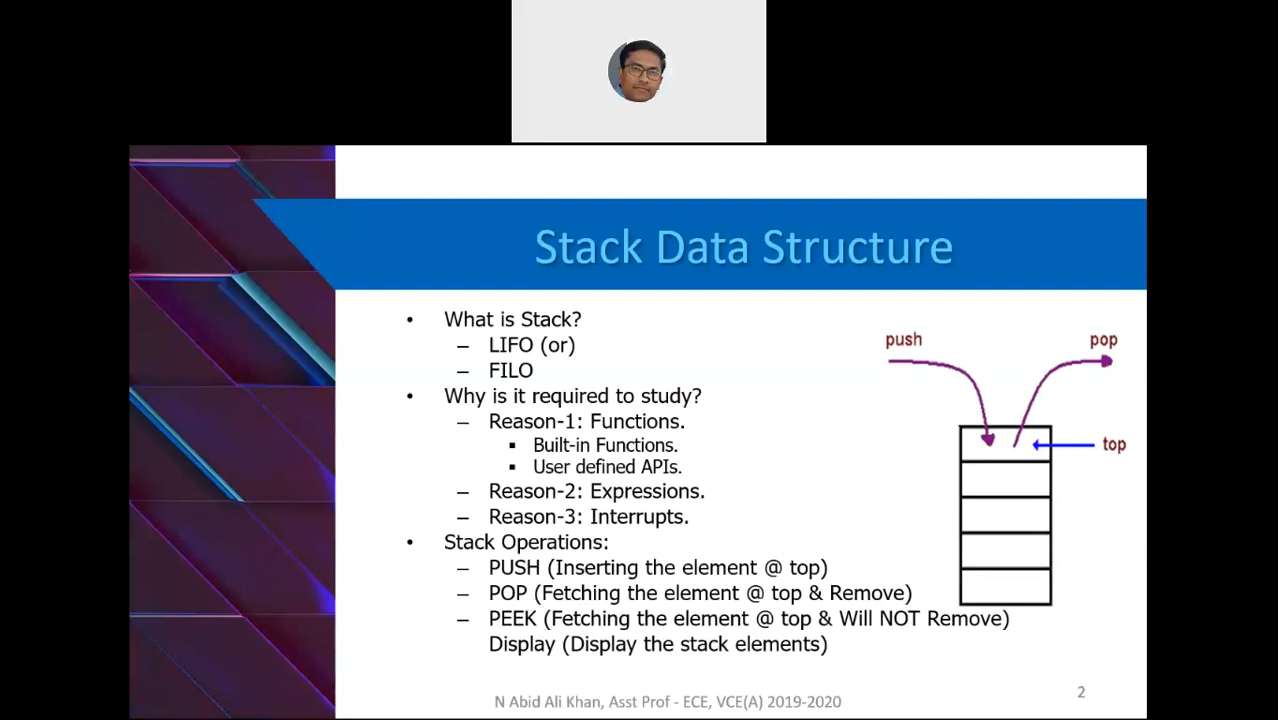 Stack Data Structure
• What is Stack?
– LIFO (or)
– FILO
• Why is it required to study?
– Reason-1: Functions.
▪ Built-in Functions.
▪ User defined APIs.
– Reason-2: Expressions.
– Reason-3: Interrupts.
• Stack Operations:
– PUSH (Inserting the element @ top)
– POP (Fetching the element @ top & Remove)
– PEEK (Fetching the element @ top & Will NOT Remove)
Display (Display the stack elements)
push
pop
top
N Abid Ali Khan, Asst Prof - ECE, VCE(A) 2019-2020
2